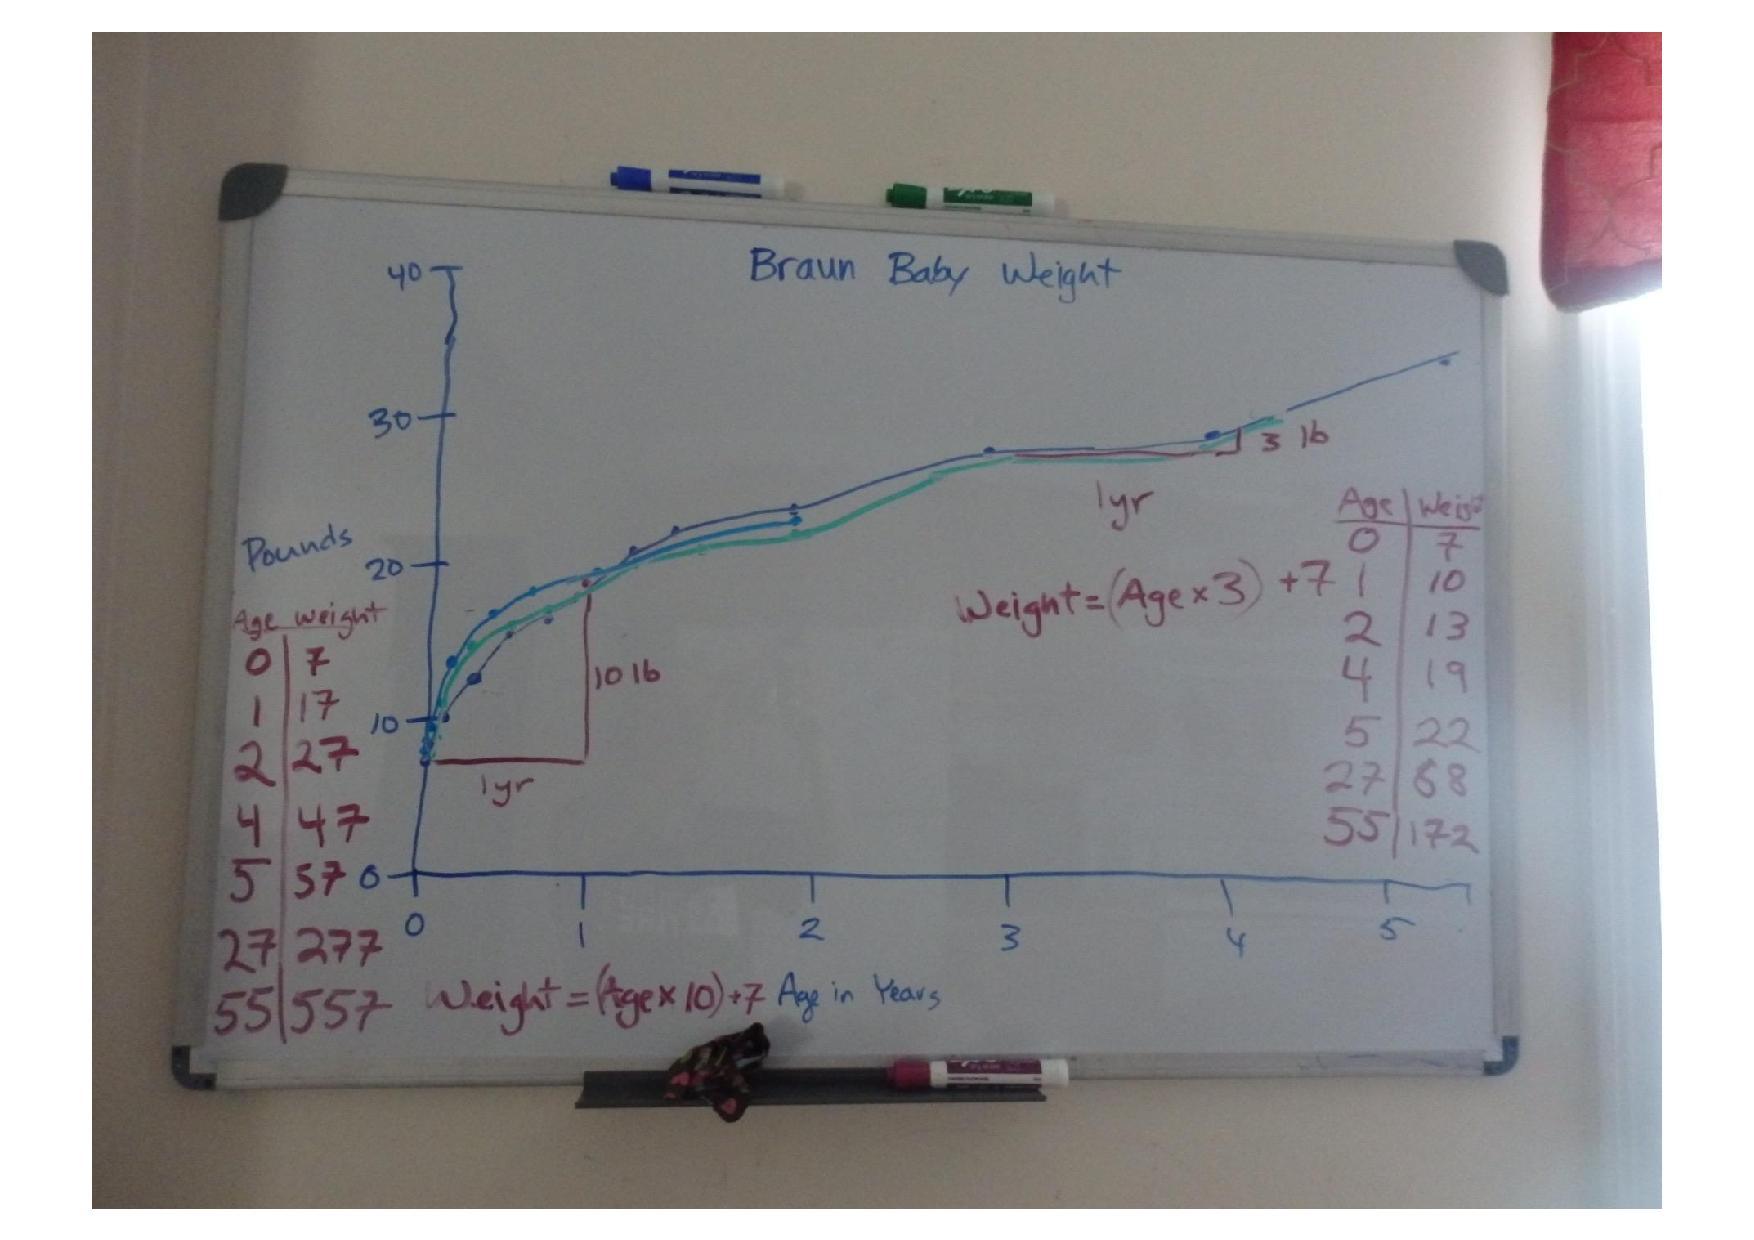 Braun Baby Weight
40
30
20
10
0
Pounds
Age weight
0 7
1 17
2 27
4 47
5 57
27 277
55 557
10 lb
1yr
3 lb
1yr
Weight=(Age×3) +7
Age Weight
0 7
1 10
2 13
4 19
5 22
27 68
55 172
0 1 2 3 4 5
Weight=(Age×10)+7 Age in Years